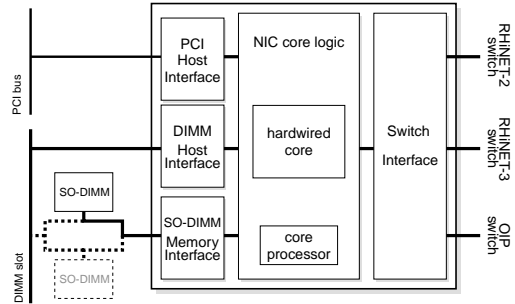 PCI bus
DIMM slot
SO-DIMM
SO-DIMM
PCI
Host
Interface
DIMM
Host
Interface
SO-DIMM
Memory
Interface
NIC core logic
hardwired
core
core
processor
Switch
Interface
RHiNET-2
switch
RHiNET-3
switch
OIP
switch